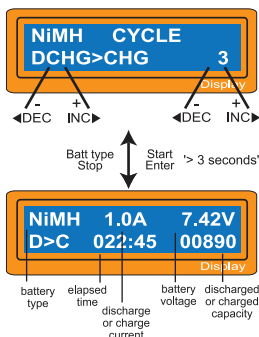 NiMH CYCLE
DCHG>CHG 3
Display
- + - +
◀DEC INC▶ ◀DEC INC▶
Batt type Start '> 3 seconds'
Stop Enter
NiMH 1.0A 7.42V
D>C 022:45 00890
Display
battery type
elapsed time
discharge or charge current
battery voltage
discharged or charged capacity